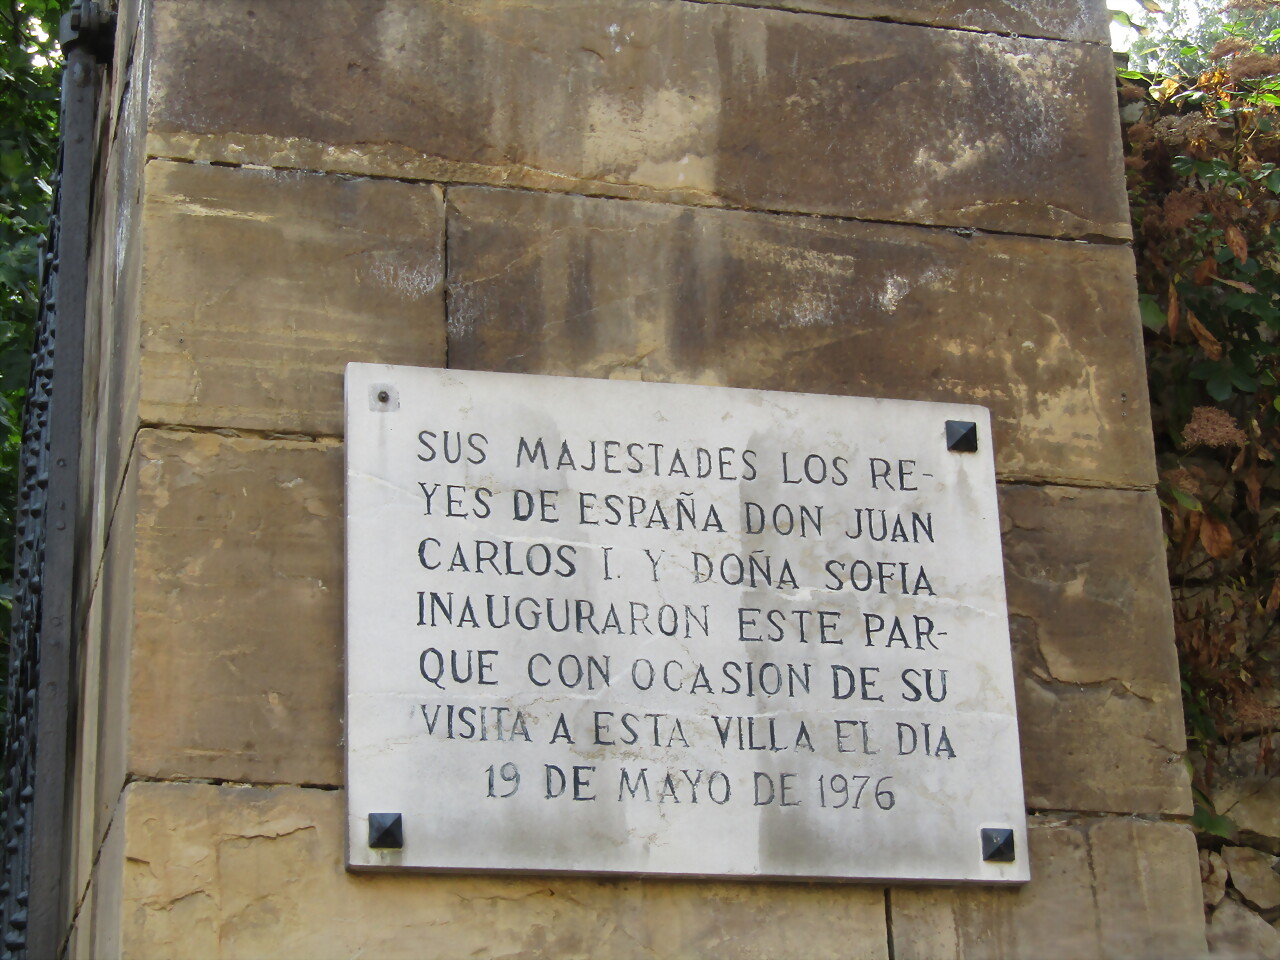 SUS MAJESTADES LOS RE-
YES DE ESPAÑA DON JUAN
CARLOS I. Y DOÑA SOFIA
INAUGURARON ESTE PAR-
QUE CON OCASION DE SU
VISITA A ESTA VILLA EL DIA
19 DE MAYO DE 1976